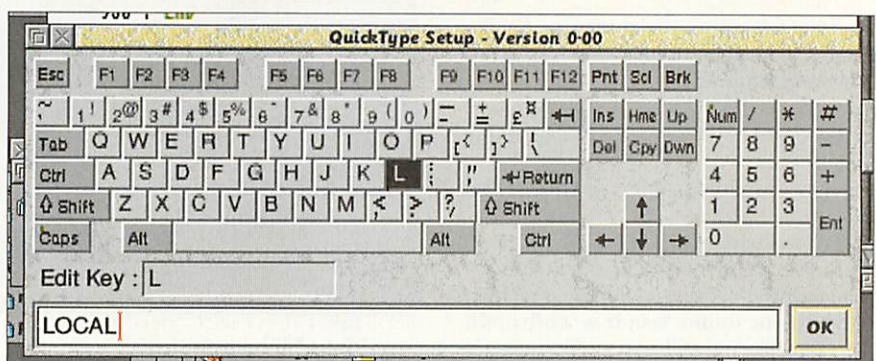 QuickType Setup - Version 0·00
Esc F1 F2 F3 F4 F5 F6 F7 F8 F9 F10 F11 F12 Pnt Scl Brk
~` 1! 2@ 3# 4$ 5% 6^ 7& 8* 9( 0) -_ =+ £¤ Ins Hme Up Num / * #
Tab Q W E R T Y U I O P [{ ]} \| Del Cpy Dwn 7 8 9 -
Ctrl A S D F G H J K L ;: '" Return 4 5 6 +
Shift Z X C V B N M ,< .> /? Shift ↑ 1 2 3 Ent
Caps Alt Alt Ctrl ← ↓ → 0 .
Edit Key : L
LOCAL
OK